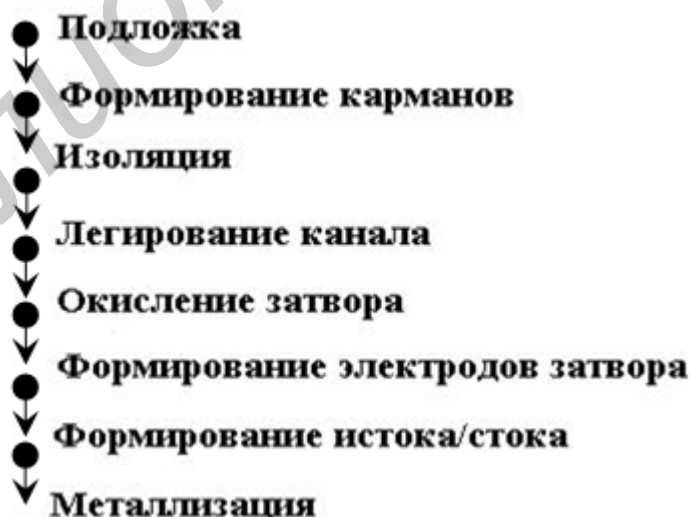 Подложка
Формирование карманов
Изоляция
Легирование канала
Окисление затвора
Формирование электродов затвора
Формирование истока/стока
Металлизация